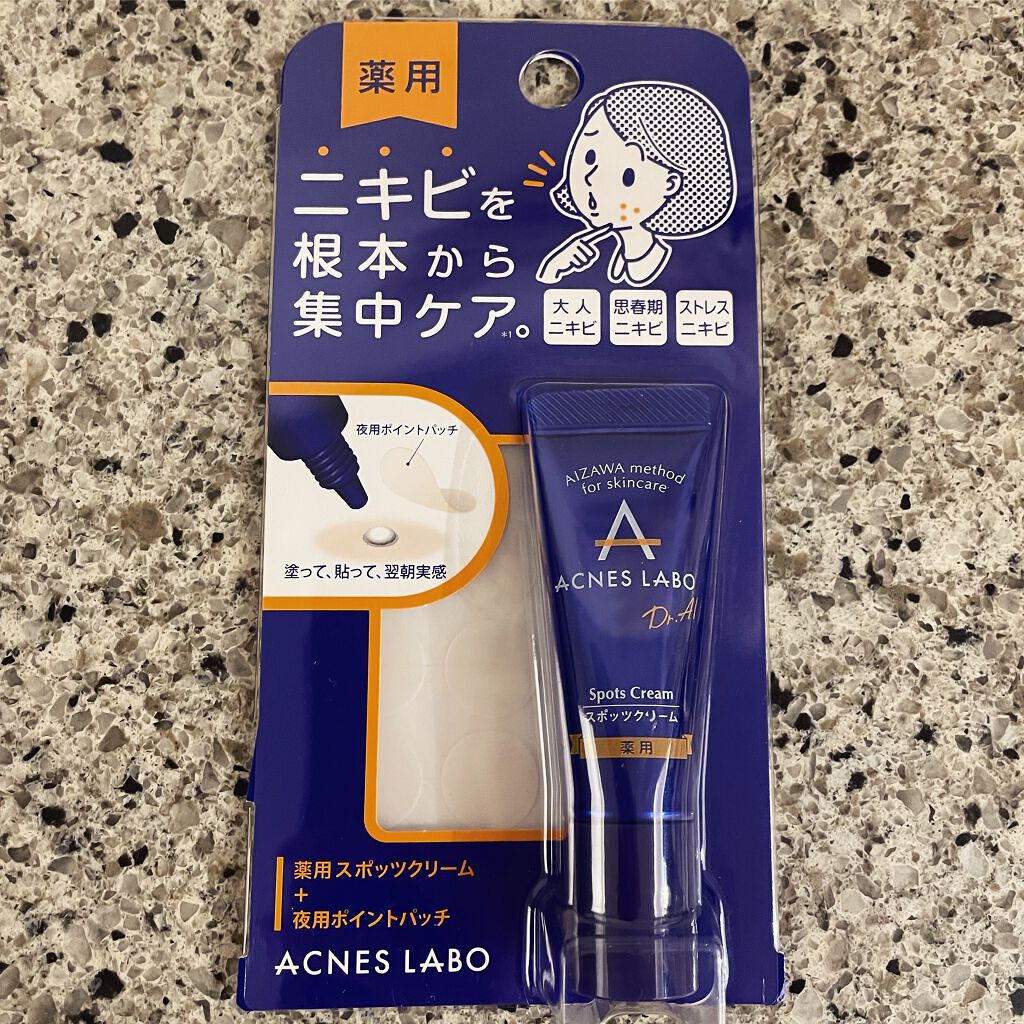 薬用
ニキビを
根本から
集中ケア。
*1
大人
ニキビ
思春期
ニキビ
ストレス
ニキビ
夜用ポイントパッチ
塗って、貼って、翌朝実感
AIZAWA method
for skincare
A
ACNES LABO
Dr.AI
Spots Cream
スポッツクリーム
薬用
薬用スポッツクリーム
+
夜用ポイントパッチ
ACNES LABO